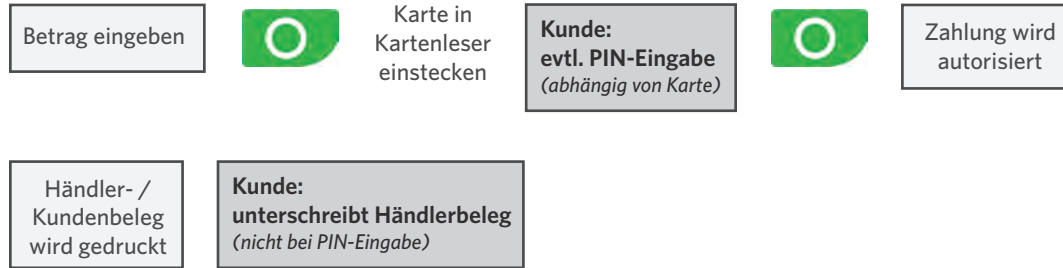 Betrag eingeben
Karte in
Kartenleser
einstecken
Kunde:
evtl. PIN-Eingabe
(abhängig von Karte)
Zahlung wird
autorisiert
Händler- /
Kundenbeleg
wird gedruckt
Kunde:
unterschreibt Händlerbeleg
(nicht bei PIN-Eingabe)